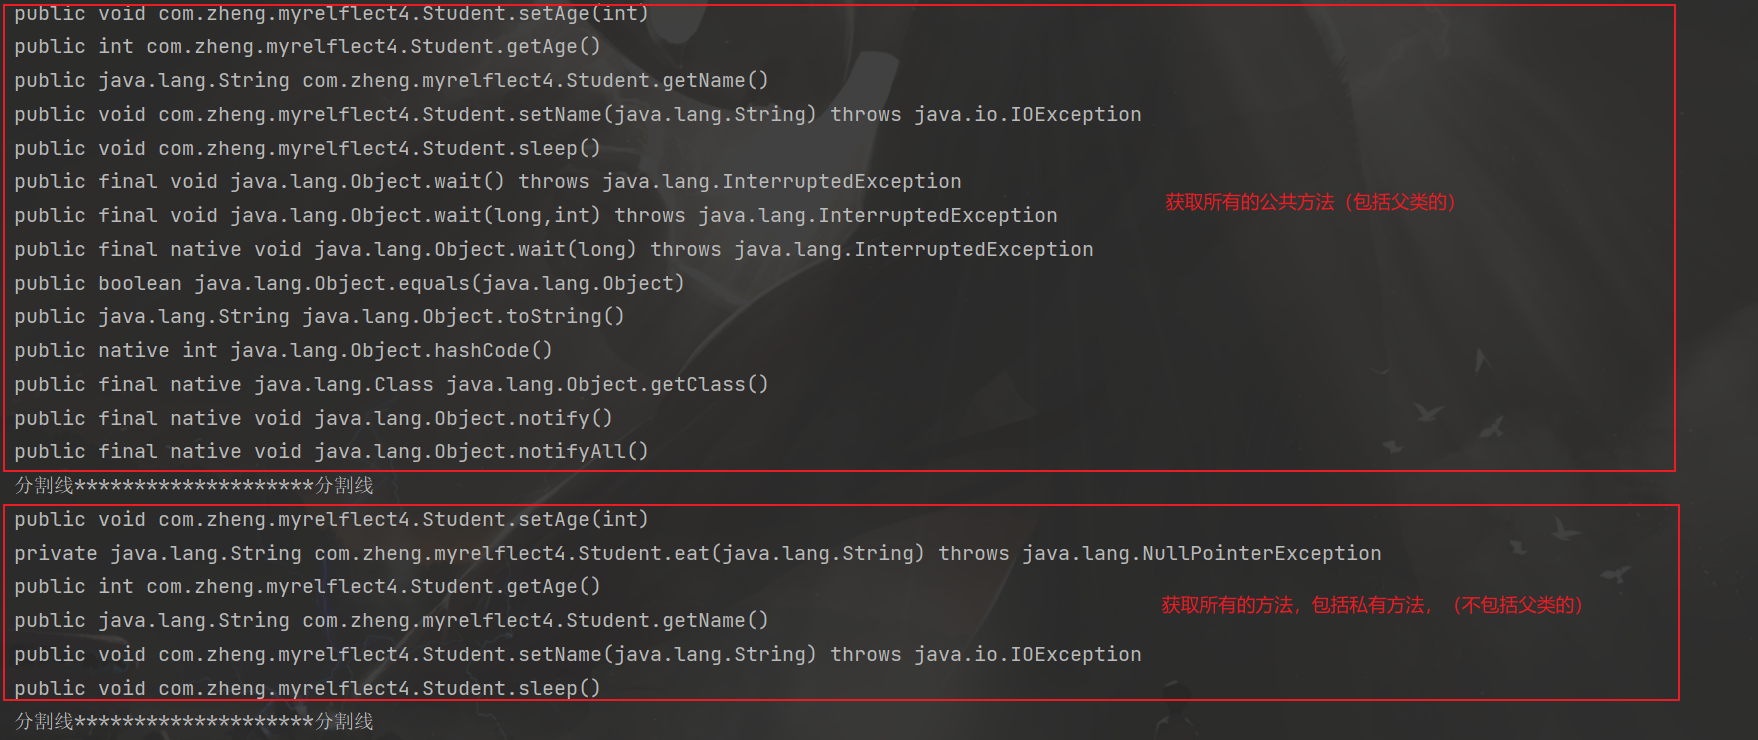 public void com.zheng.myrelflect4.Student.setAge(int)
public int com.zheng.myrelflect4.Student.getAge()
public java.lang.String com.zheng.myrelflect4.Student.getName()
public void com.zheng.myrelflect4.Student.setName(java.lang.String) throws java.io.IOException
public void com.zheng.myrelflect4.Student.sleep()
public final void java.lang.Object.wait() throws java.lang.InterruptedException
获取所有的公共方法（包括父类的）
public final void java.lang.Object.wait(long,int) throws java.lang.InterruptedException
public final native void java.lang.Object.wait(long) throws java.lang.InterruptedException
public boolean java.lang.Object.equals(java.lang.Object)
public java.lang.String java.lang.Object.toString()
public native int java.lang.Object.hashCode()
public final native java.lang.Class java.lang.Object.getClass()
public final native void java.lang.Object.notify()
public final native void java.lang.Object.notifyAll()
分割线********************分割线
public void com.zheng.myrelflect4.Student.setAge(int)
private java.lang.String com.zheng.myrelflect4.Student.eat(java.lang.String) throws java.lang.NullPointerException
public int com.zheng.myrelflect4.Student.getAge()
获取所有的方法，包括私有方法，（不包括父类的）
public java.lang.String com.zheng.myrelflect4.Student.getName()
public void com.zheng.myrelflect4.Student.setName(java.lang.String) throws java.io.IOException
public void com.zheng.myrelflect4.Student.sleep()
分割线********************分割线